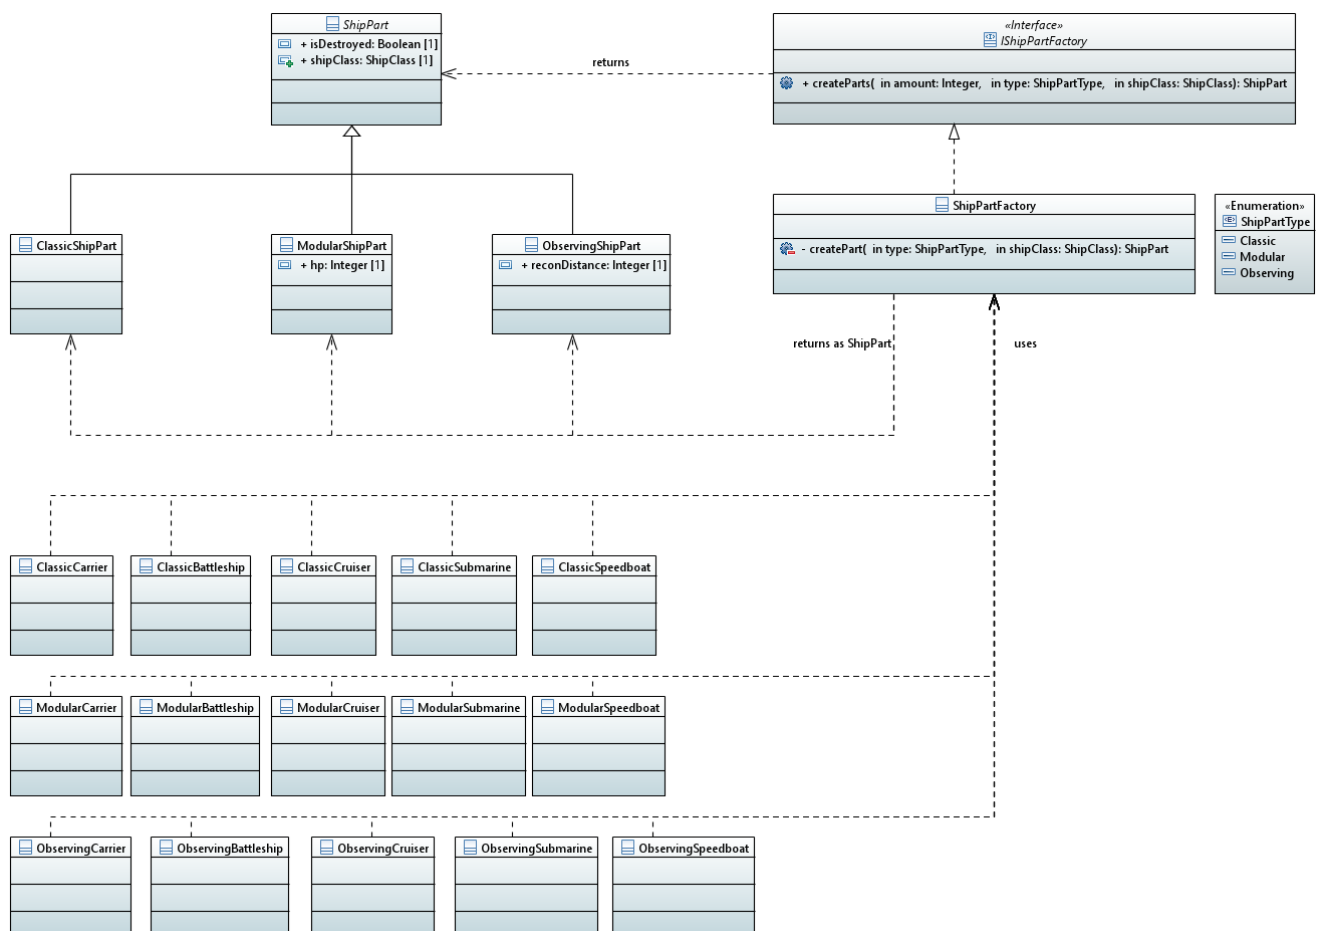 ShipPart
+ isDestroyed: Boolean [1]
+ shipClass: ShipClass [1]
returns
«Interface»
IShipPartFactory
+ createParts( in amount: Integer, in type: ShipPartType, in shipClass: ShipClass): ShipPart
ShipPartFactory
- createPart( in type: ShipPartType, in shipClass: ShipClass): ShipPart
«Enumeration»
ShipPartType
Classic
Modular
Observing
ClassicShipPart
ModularShipPart
+ hp: Integer [1]
ObservingShipPart
+ reconDistance: Integer [1]
returns as ShipPart
uses
ClassicCarrier
ClassicBattleship
ClassicCruiser
ClassicSubmarine
ClassicSpeedboat
ModularCarrier
ModularBattleship
ModularCruiser
ModularSubmarine
ModularSpeedboat
ObservingCarrier
ObservingBattleship
ObservingCruiser
ObservingSubmarine
ObservingSpeedboat